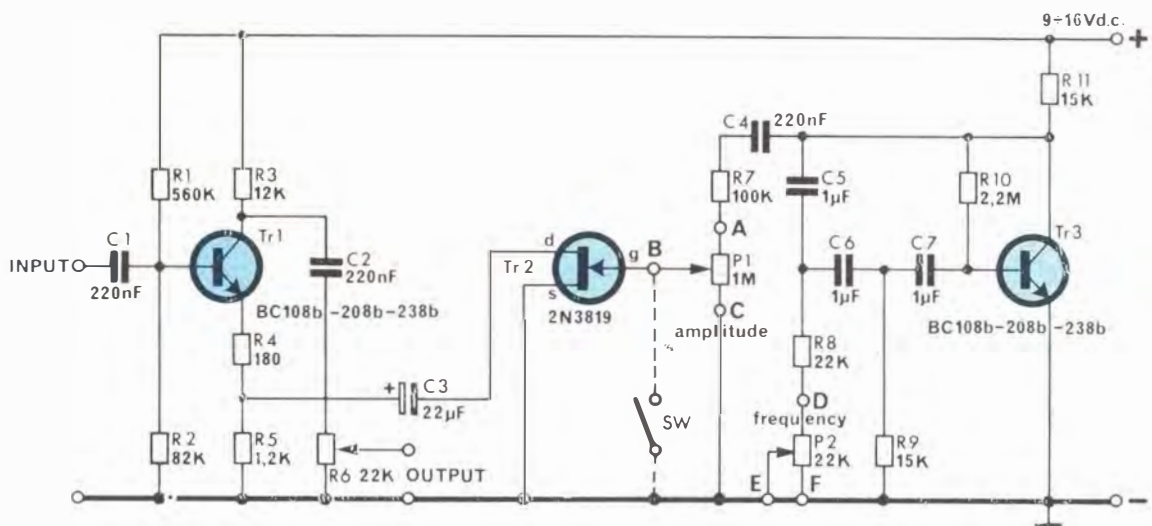 9÷16Vd.c.
+
R11
15K
C4 220nF
R1
560K
R3
12K
R7
100K
C5
1µF
R10
2,2M
Tr1
A
Tr3
C1
d
B
INPUT
C2
220nF
Tr2
g
P1
1M
C6
C7
220nF
s
2N3819
C
1µF
1µF
BC108b-208b-238b
amplitude
BC108b-208b-238b
R4
180
R8
22K
+
C3
22µF
D
SW
frequency
R2
82K
R5
1,2K
P2
22K
R9
15K
R6 22K OUTPUT
E
F
-
-